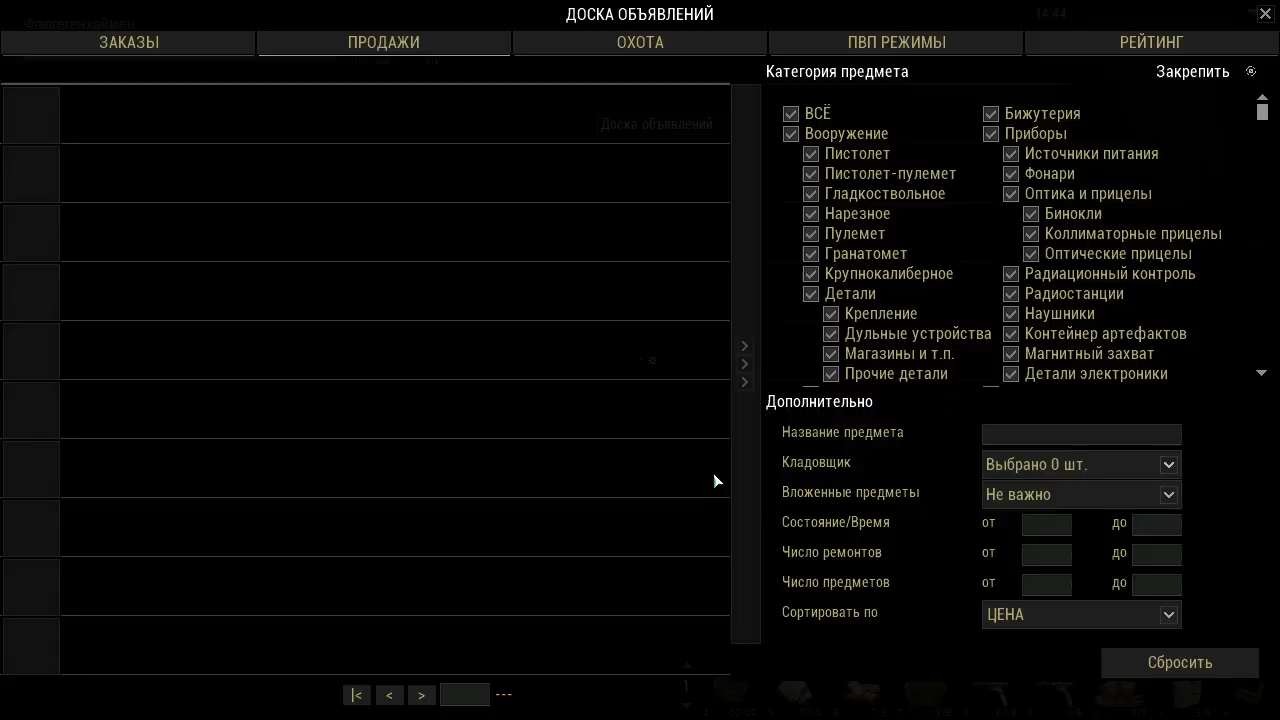 ДОСКА ОБЪЯВЛЕНИЙ
14:44
ЗАКАЗЫ
ПРОДАЖИ
ОХОТА
ПВП РЕЖИМЫ
РЕЙТИНГ
Категория предмета
Закрепить
Доска объявлений
ВСЁ
Вооружение
Пистолет
Пистолет-пулемет
Гладкоствольное
Нарезное
Пулемет
Гранатомет
Крупнокалиберное
Детали
Крепление
Дульные устройства
Магазины и т.п.
Прочие детали
Бижутерия
Приборы
Источники питания
Фонари
Оптика и прицелы
Бинокли
Коллиматорные прицелы
Оптические прицелы
Радиационный контроль
Радиостанции
Наушники
Контейнер артефактов
Магнитный захват
Детали электроники
Дополнительно
Название предмета
Кладовщик
Выбрано 0 шт.
Вложенные предметы
Не важно
Состояние/Время
от
до
Число ремонтов
от
до
Число предметов
от
до
Сортировать по
ЦЕНА
Сбросить
|< < > ---
1